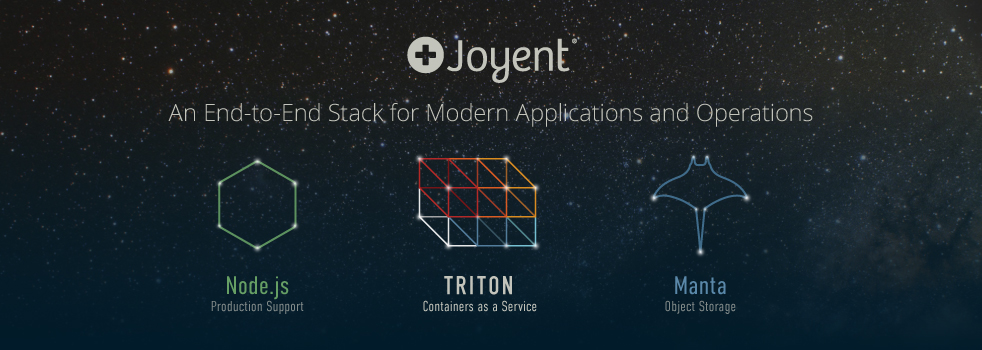 Joyent®
An End-to-End Stack for Modern Applications and Operations
Node.js
Production Support
TRITON
Containers as a Service
Manta
Object Storage